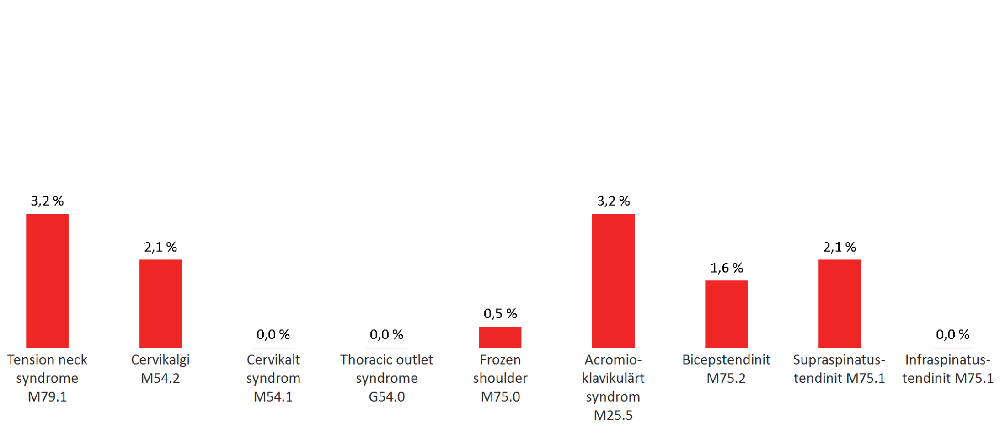 3,2 %
2,1 %
0,0 %
0,0 %
0,5 %
3,2 %
1,6 %
2,1 %
0,0 %
Tension neck
syndrome
M79.1
Cervikalgi
M54.2
Cervikalt
syndrom
M54.1
Thoracic outlet
syndrome
G54.0
Frozen
shoulder
M75.0
Acromio-
klavikulärt
syndrom
M25.5
Bicepstendinit
M75.2
Supraspinatus-
tendinit M75.1
Infraspinatus-
tendinit M75.1